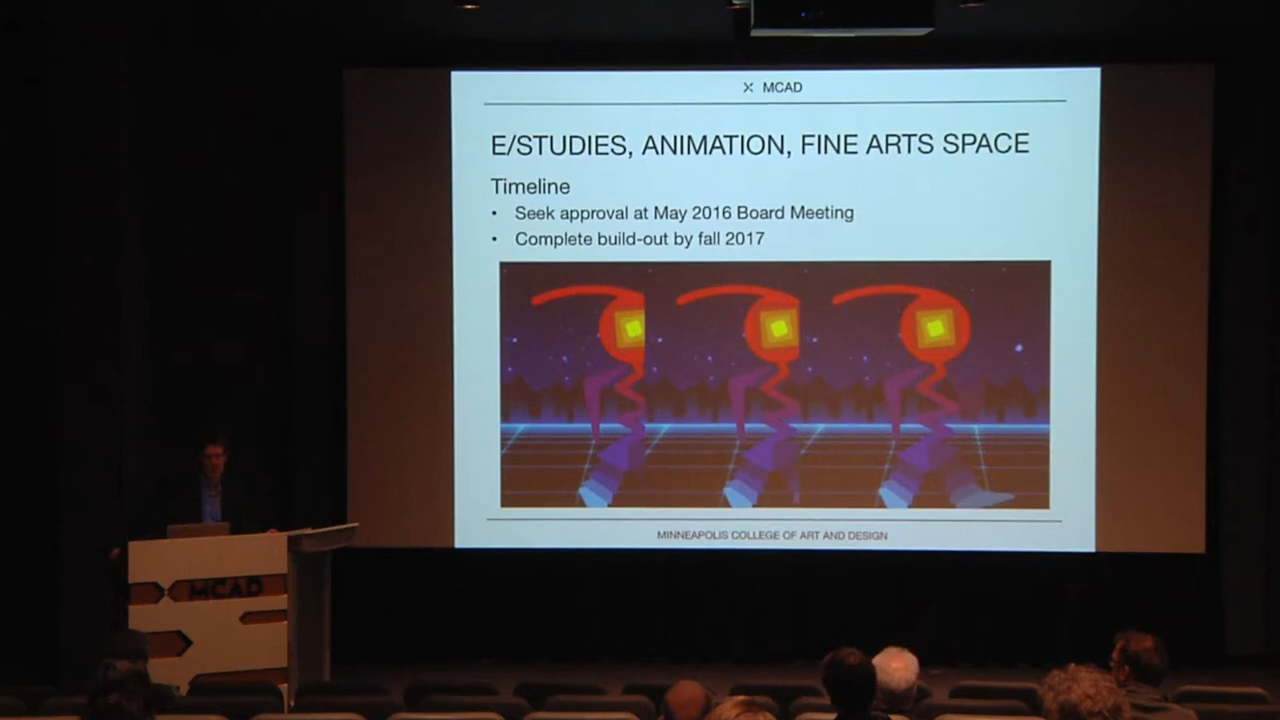 MCAD
E/STUDIES, ANIMATION, FINE ARTS SPACE
Timeline
• Seek approval at May 2016 Board Meeting
• Complete build-out by fall 2017
MINNEAPOLIS COLLEGE OF ART AND DESIGN
MCAD